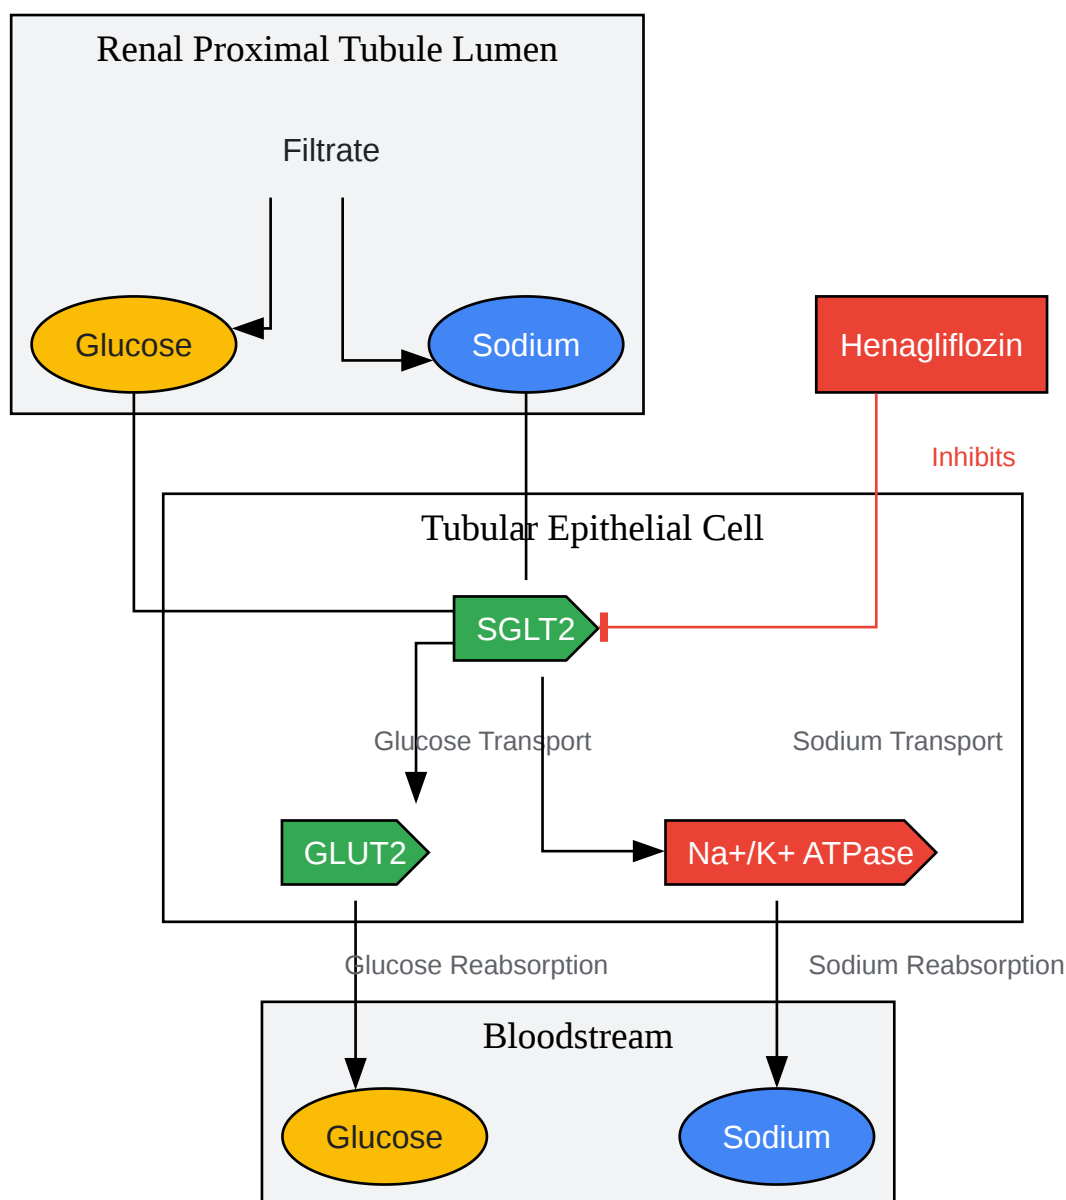 Renal Proximal Tubule Lumen
Filtrate
Glucose
Sodium
Henagliflozin
Inhibits
Tubular Epithelial Cell
SGLT2
Glucose Transport
Sodium Transport
GLUT2
Na+/K+ ATPase
Glucose Reabsorption
Sodium Reabsorption
Bloodstream
Glucose
Sodium